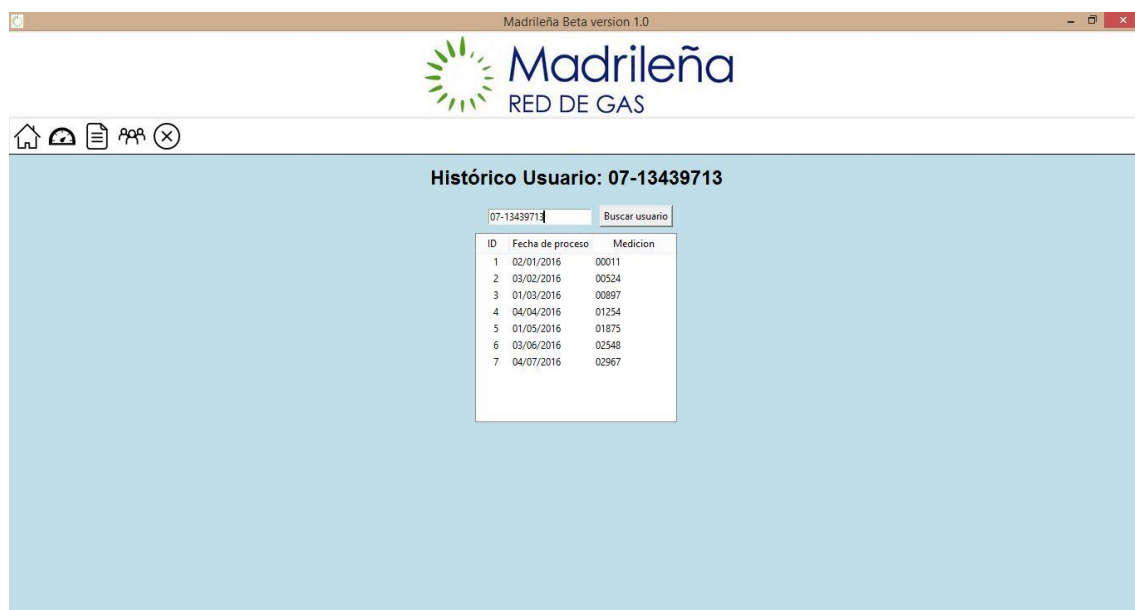 Madrileña Beta version 1.0
Madrileña
RED DE GAS
Histórico Usuario: 07-13439713
07-13439713 Buscar usuario
ID Fecha de proceso Medicion
1 02/01/2016 00011
2 03/02/2016 00524
3 01/03/2016 00897
4 04/04/2016 01254
5 01/05/2016 01875
6 03/06/2016 02548
7 04/07/2016 02967